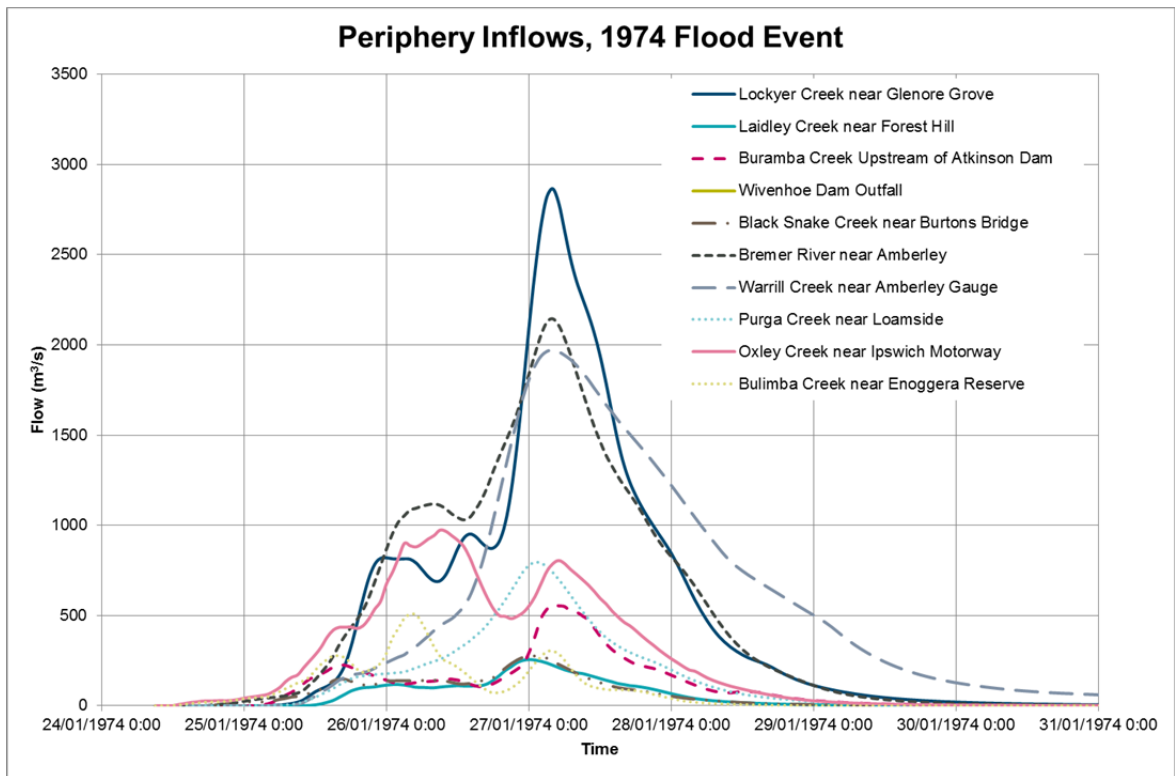 Periphery Inflows, 1974 Flood Event
3500
3000
2500
2000
1500
1000
500
0
Flow (m³/s)
Lockyer Creek near Glenore Grove
Laidley Creek near Forest Hill
Buramba Creek Upstream of Atkinson Dam
Wivenhoe Dam Outfall
Black Snake Creek near Burtons Bridge
Bremer River near Amberley
Warrill Creek near Amberley Gauge
Purga Creek near Loamside
Oxley Creek near Ipswich Motorway
Bulimba Creek near Enoggera Reserve
24/01/1974 0:00 25/01/1974 0:00 26/01/1974 0:00 27/01/1974 0:00 28/01/1974 0:00 29/01/1974 0:00 30/01/1974 0:00 31/01/1974 0:00
Time